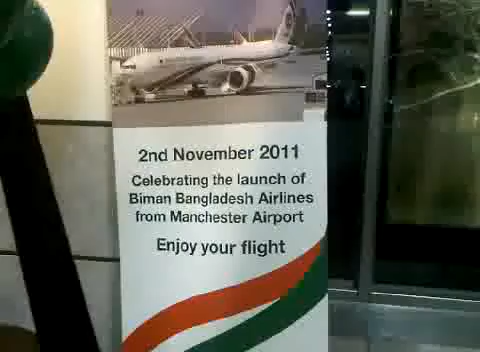 2nd November 2011
Celebrating the launch of
Biman Bangladesh Airlines
from Manchester Airport
Enjoy your flight